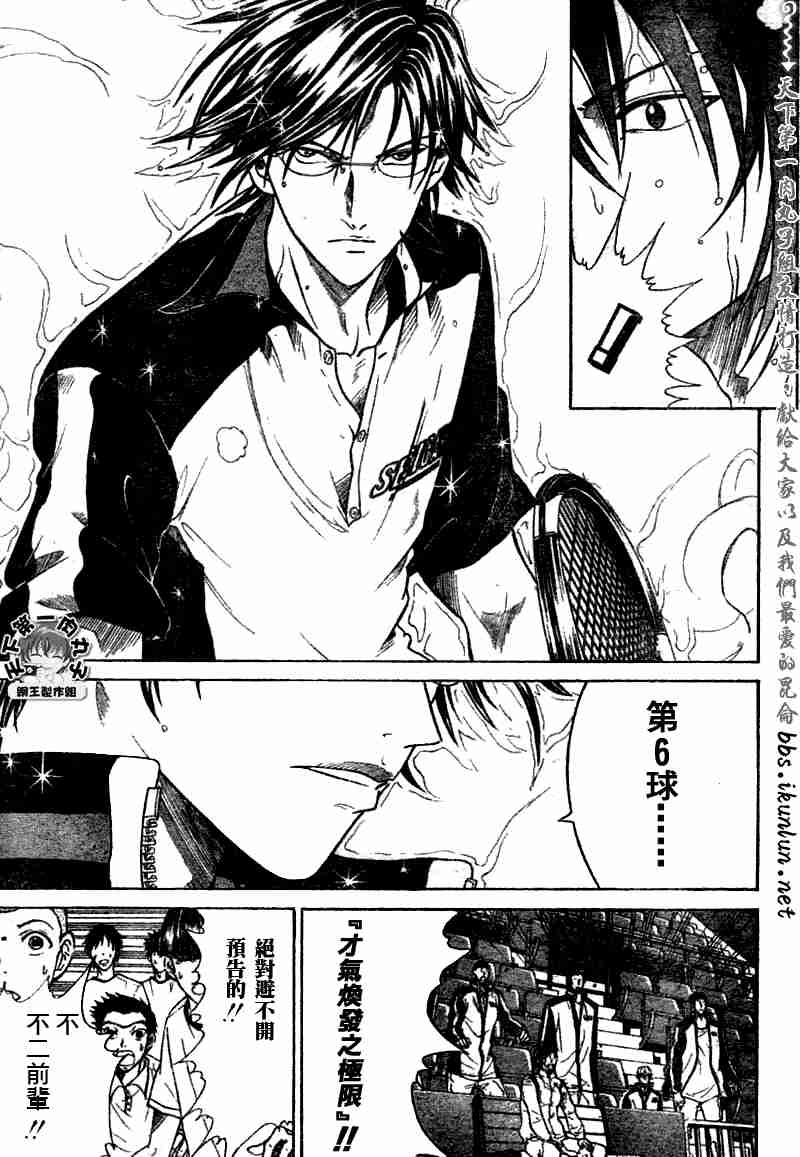 天下第一肉丸子組友情打造,獻給大家以及我們最愛的昆侖 bbs.ikunlun.net
!
SEI
天下第一肉丸子
網王製作組
第6球……
『才氣煥發之極限』!!
絕對避不開
預告的!!
不
不二前輩!!